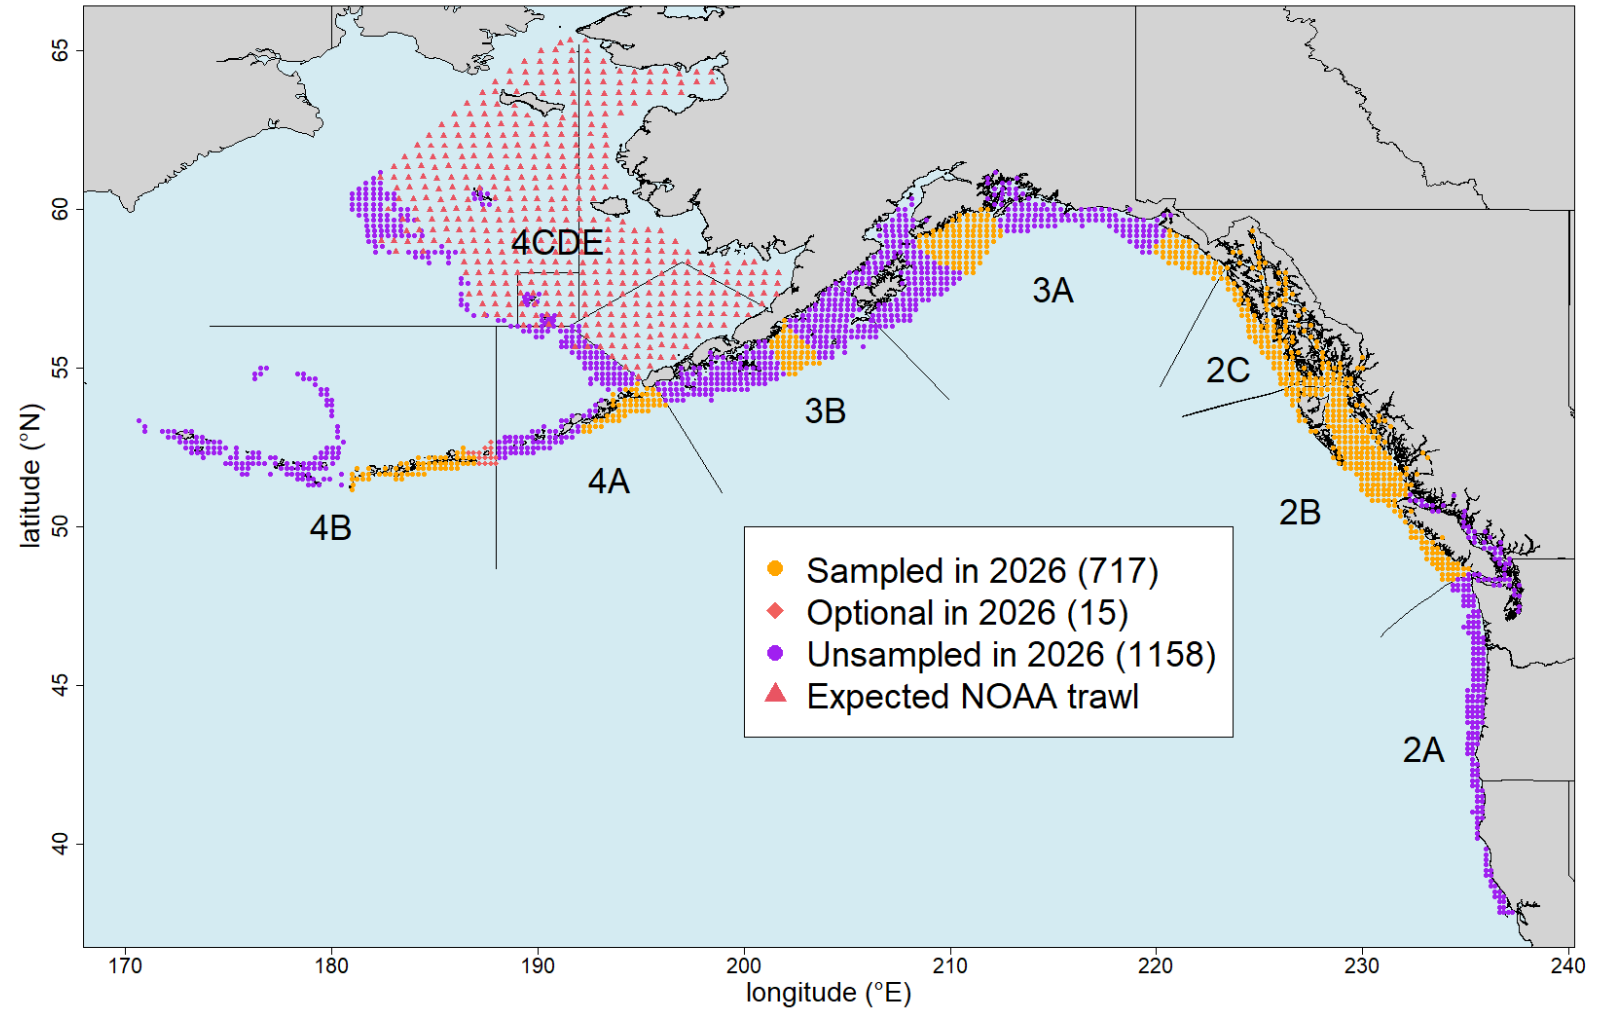 65
60
55
50
45
40
latitude (°N)
4CDE
3A
2C
3B
4A
2B
4B
Sampled in 2026 (717)
Optional in 2026 (15)
Unsampled in 2026 (1158)
Expected NOAA trawl
2A
170
180
190
200
210
220
230
240
longitude (°E)